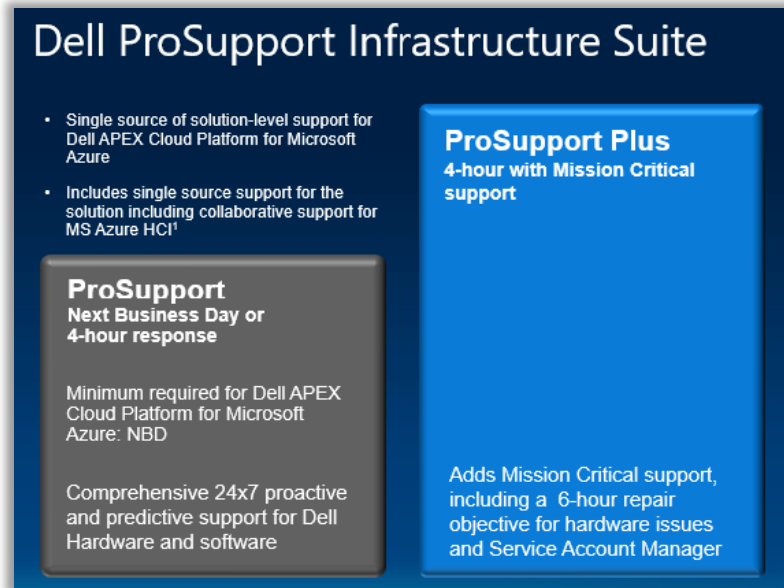 Dell ProSupport Infrastructure Suite
• Single source of solution-level support for
Dell APEX Cloud Platform for Microsoft
Azure
• Includes single source support for the
solution including collaborative support for
MS Azure HCI¹
ProSupport
Next Business Day or
4-hour response
Minimum required for Dell APEX
Cloud Platform for Microsoft
Azure: NBD
Comprehensive 24x7 proactive
and predictive support for Dell
Hardware and software
ProSupport Plus
4-hour with Mission Critical
support
Adds Mission Critical support,
including a 6-hour repair
objective for hardware issues
and Service Account Manager